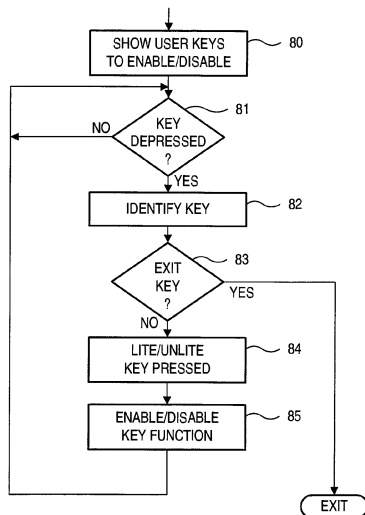 SHOW USER KEYS
TO ENABLE/DISABLE
80
81
KEY
DEPRESSED
?
NO
YES
IDENTIFY KEY
82
83
EXIT
KEY
?
YES
NO
LITE/UNLITE
KEY PRESSED
84
ENABLE/DISABLE
KEY FUNCTION
85
EXIT